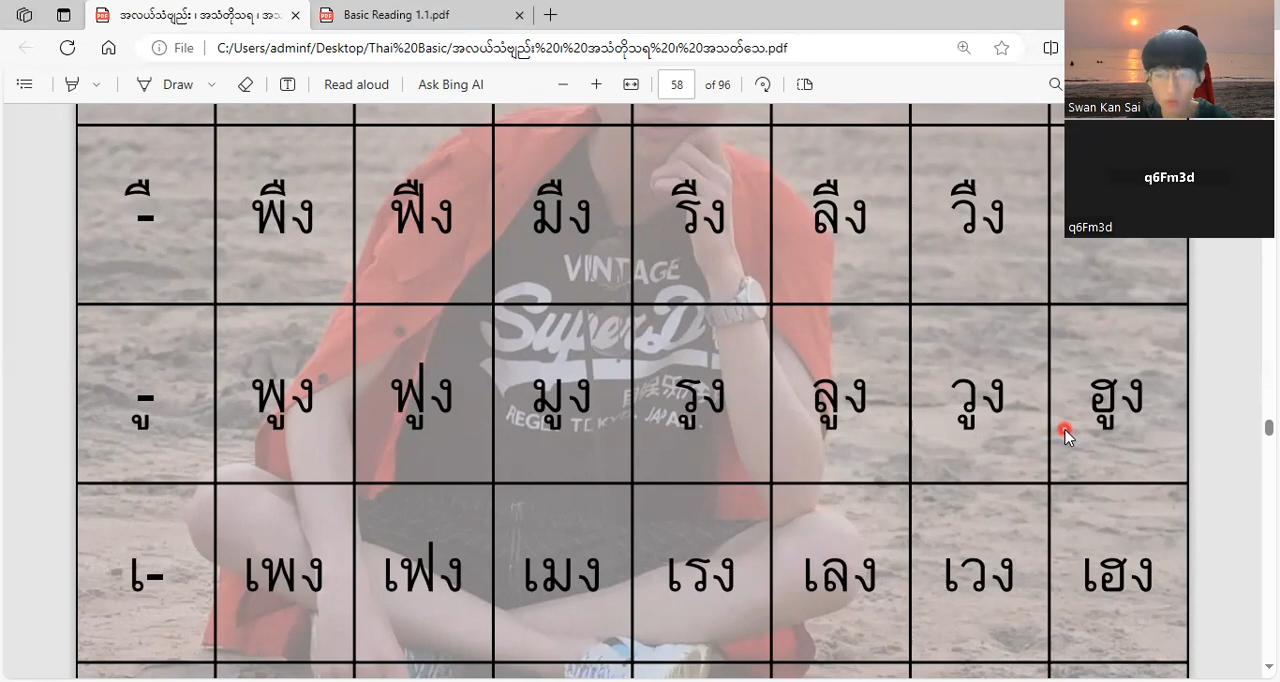 အလယ်သံဗျည်း ၊ အသံတိုသရ ၊ အသ
Basic Reading 1.1.pdf
File C:/Users/adminf/Desktop/Thai%20Basic/အလယ်သံဗျည်း%20၊%20အသံတိုသရ%20၊%20အသတ်သေ.pdf
Draw Read aloud Ask Bing AI 58 of 96
Swan Kan Sai
q6Fm3d
q6Fm3d
-ื พืง ฟืง มืง รืง ลืง วืง
VINTAGE
REGEL
-ู พูง ฟูง มูง รูง ลูง วูง ฮูง
เ- เพง เฟง เมง เรง เลง เวง เฮง